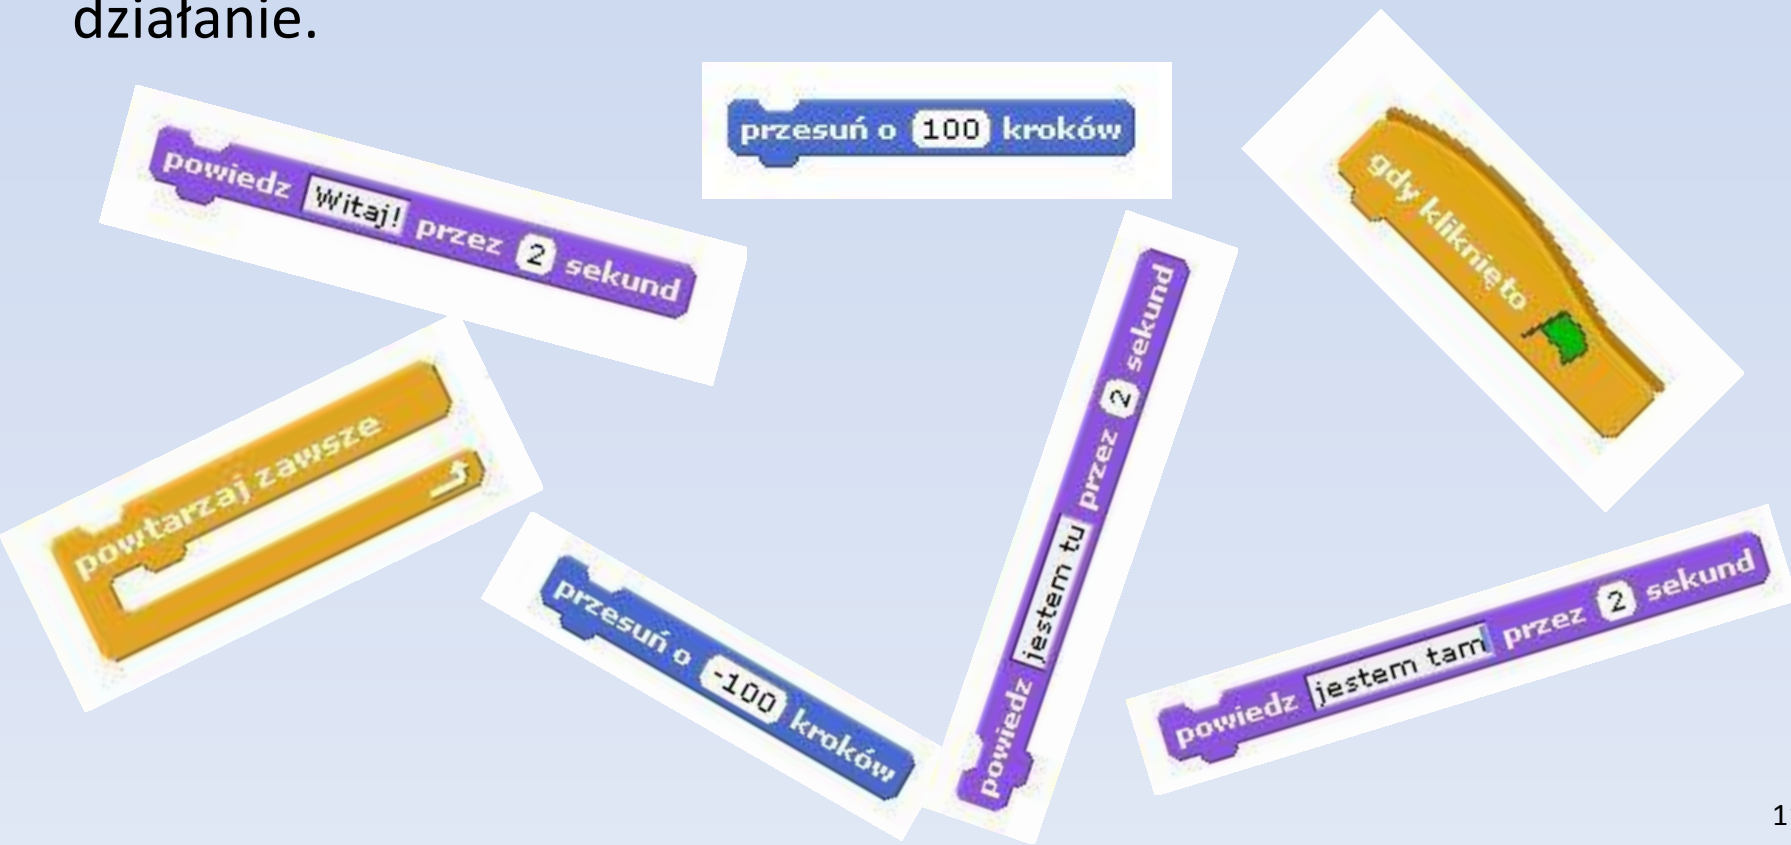 działanie.
przesuń o 100 kroków
powiedz Witaj! przez 2 sekund
gdy kliknięto
powtarzaj zawsze
przesuń o -100 kroków
powiedz jestem tu przez 2 sekund
powiedz jestem tam przez 2 sekund
1